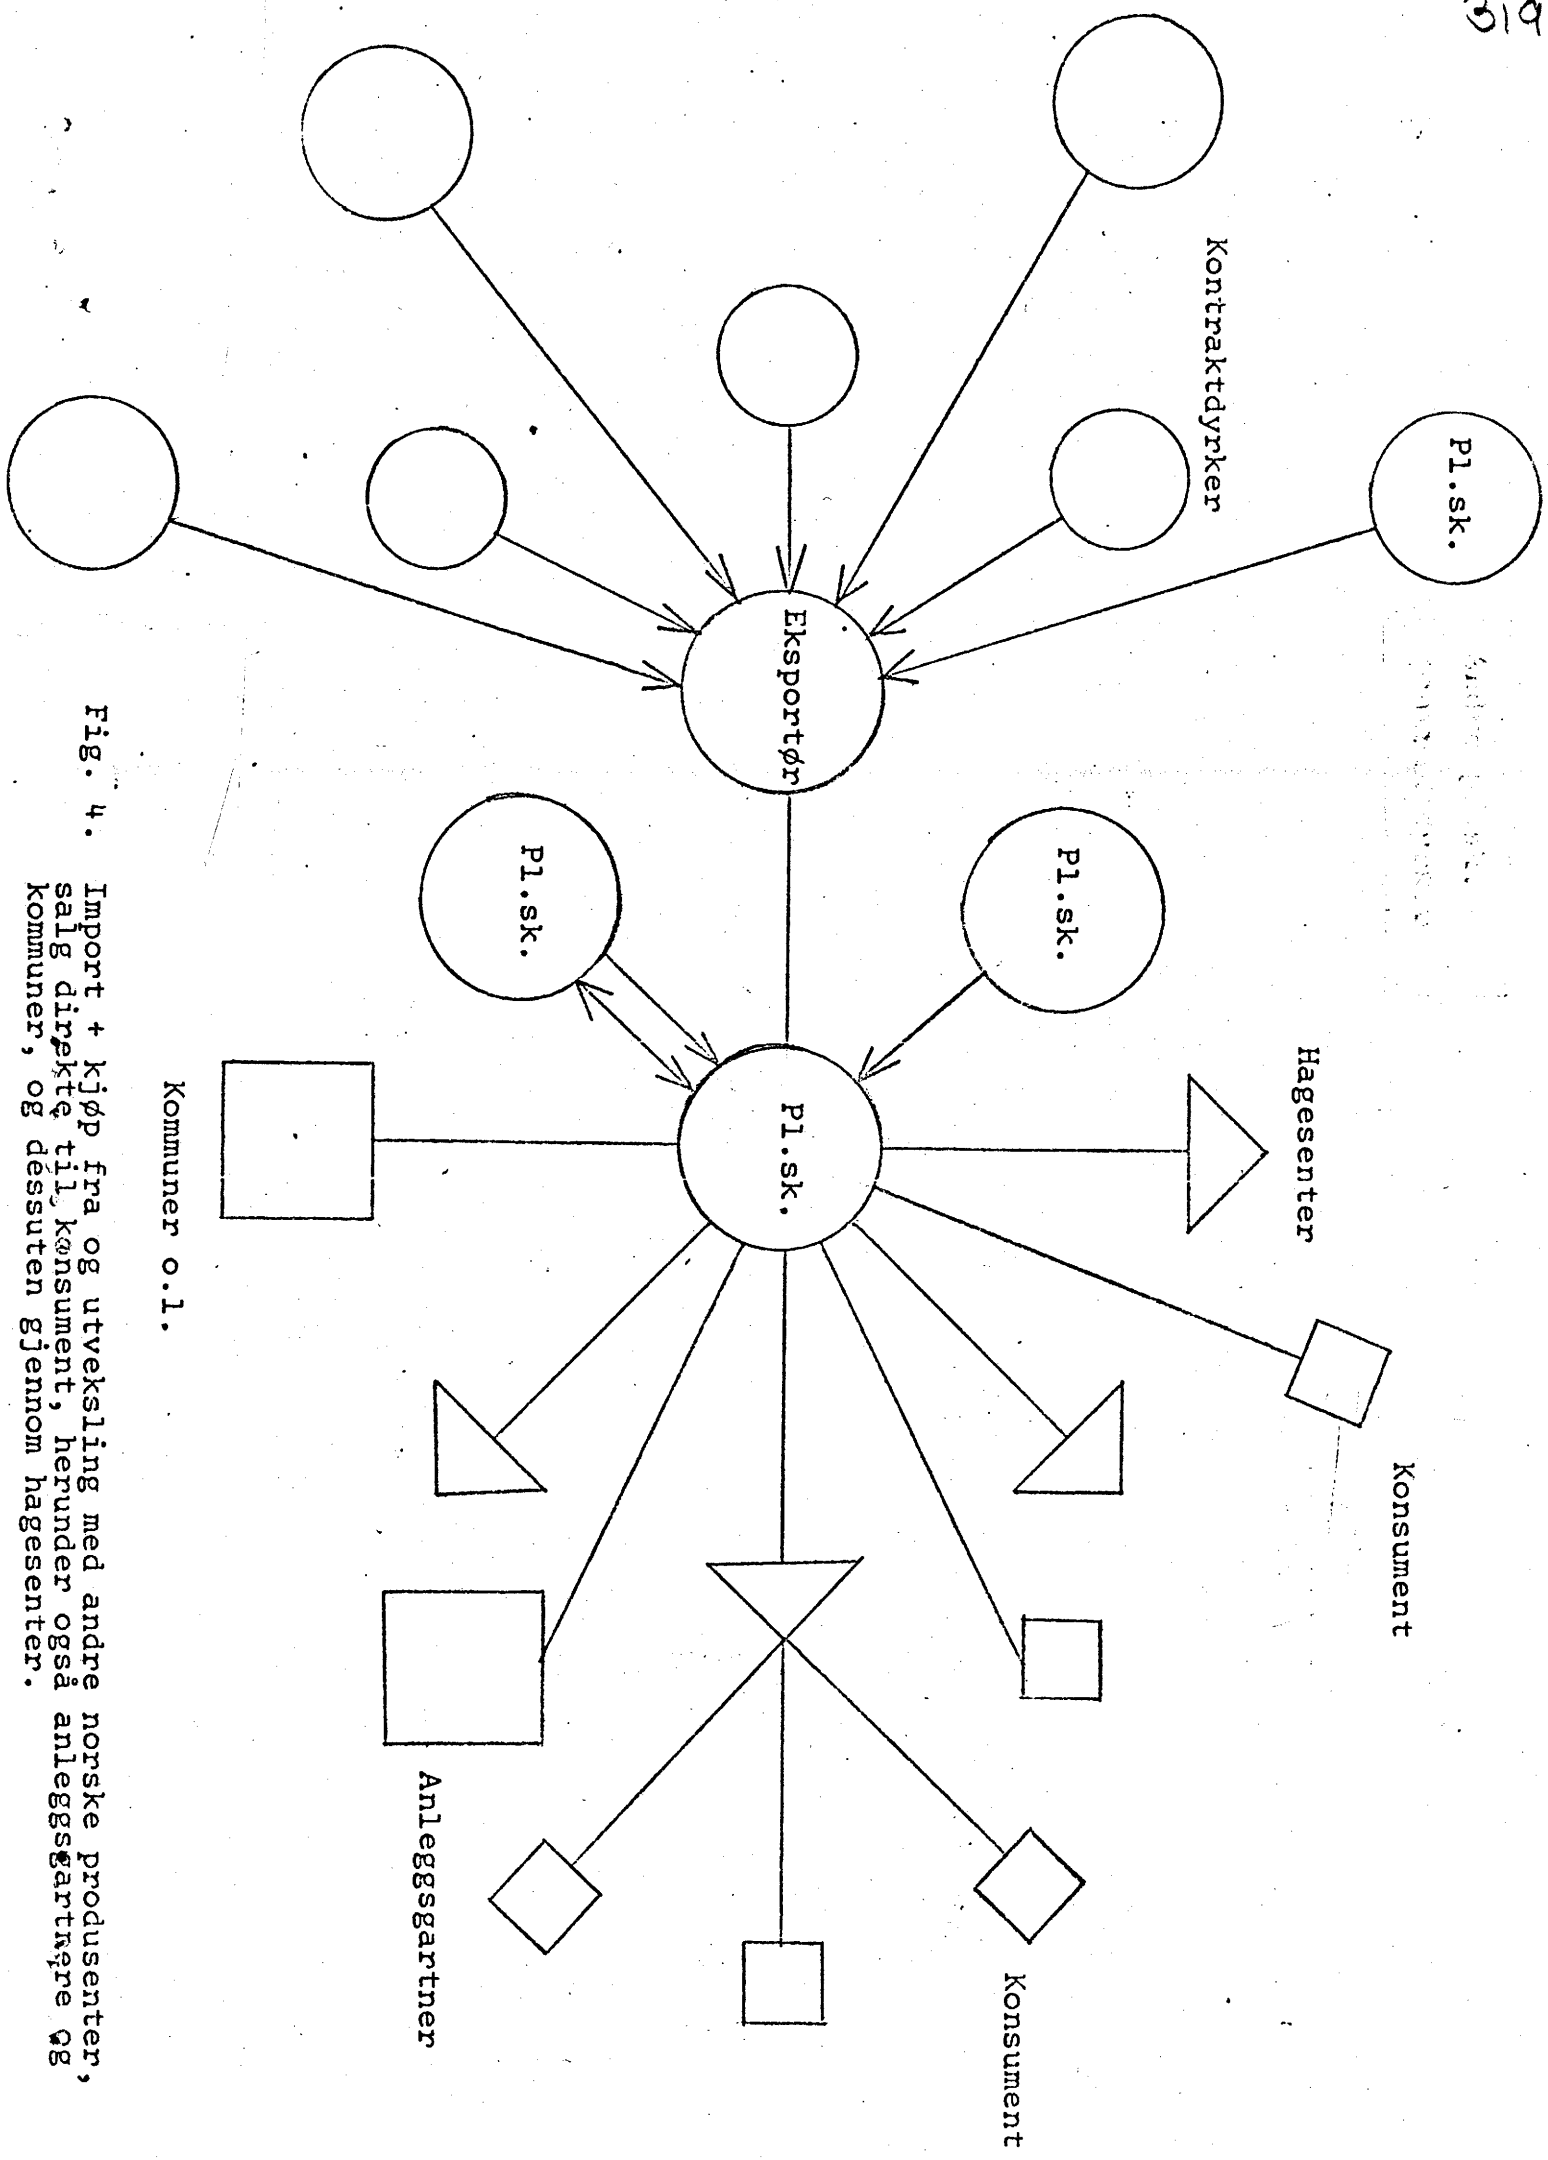 319
Pl.sk.
Kontraktdyrker
Eksportør
Pl.sk.
Pl.sk.
Pl.sk.
Hagesenter
Konsument
Kommuner o.l.
Anleggsgartner
Konsument
Fig. 4. Import + kjøp fra og utveksling med andre norske produsenter,
salg direkte til konsument, herunder også anleggsgartnere og
kommuner, og dessuten gjennom hagesenter.